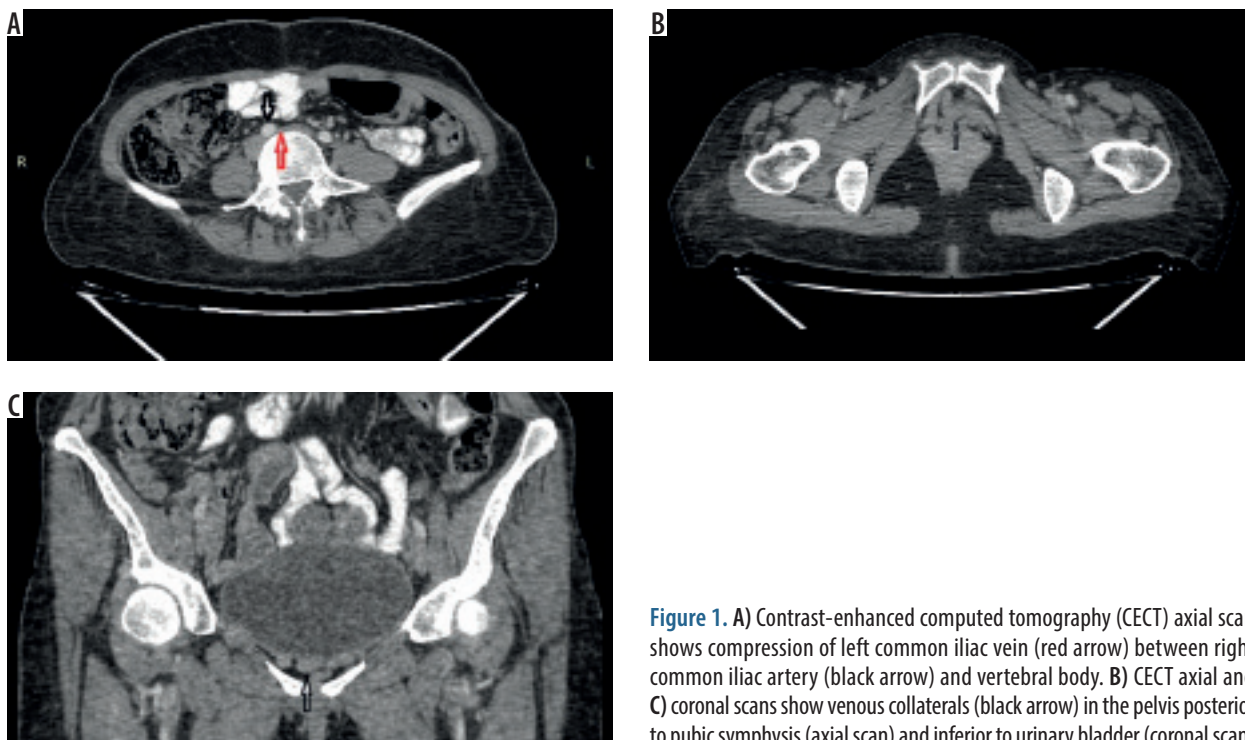 A
B
R
L
C
Figure 1. A) Contrast-enhanced computed tomography (CECT) axial sca
shows compression of left common iliac vein (red arrow) between righ
common iliac artery (black arrow) and vertebral body. B) CECT axial an
C) coronal scans show venous collaterals (black arrow) in the pelvis posterio
to pubic symphysis (axial scan) and inferior to urinary bladder (coronal scan